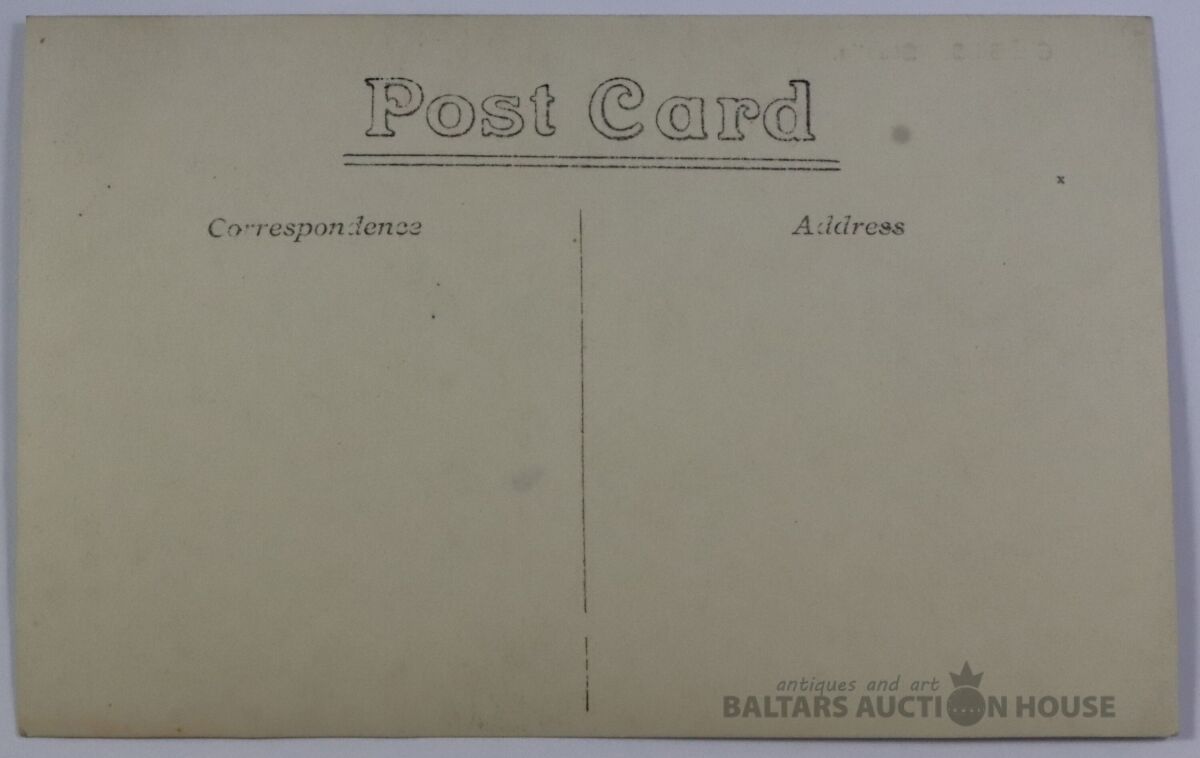 Post Card
x
Correspondence
Address
antiques and art
BALTARS AUCTION HOUSE